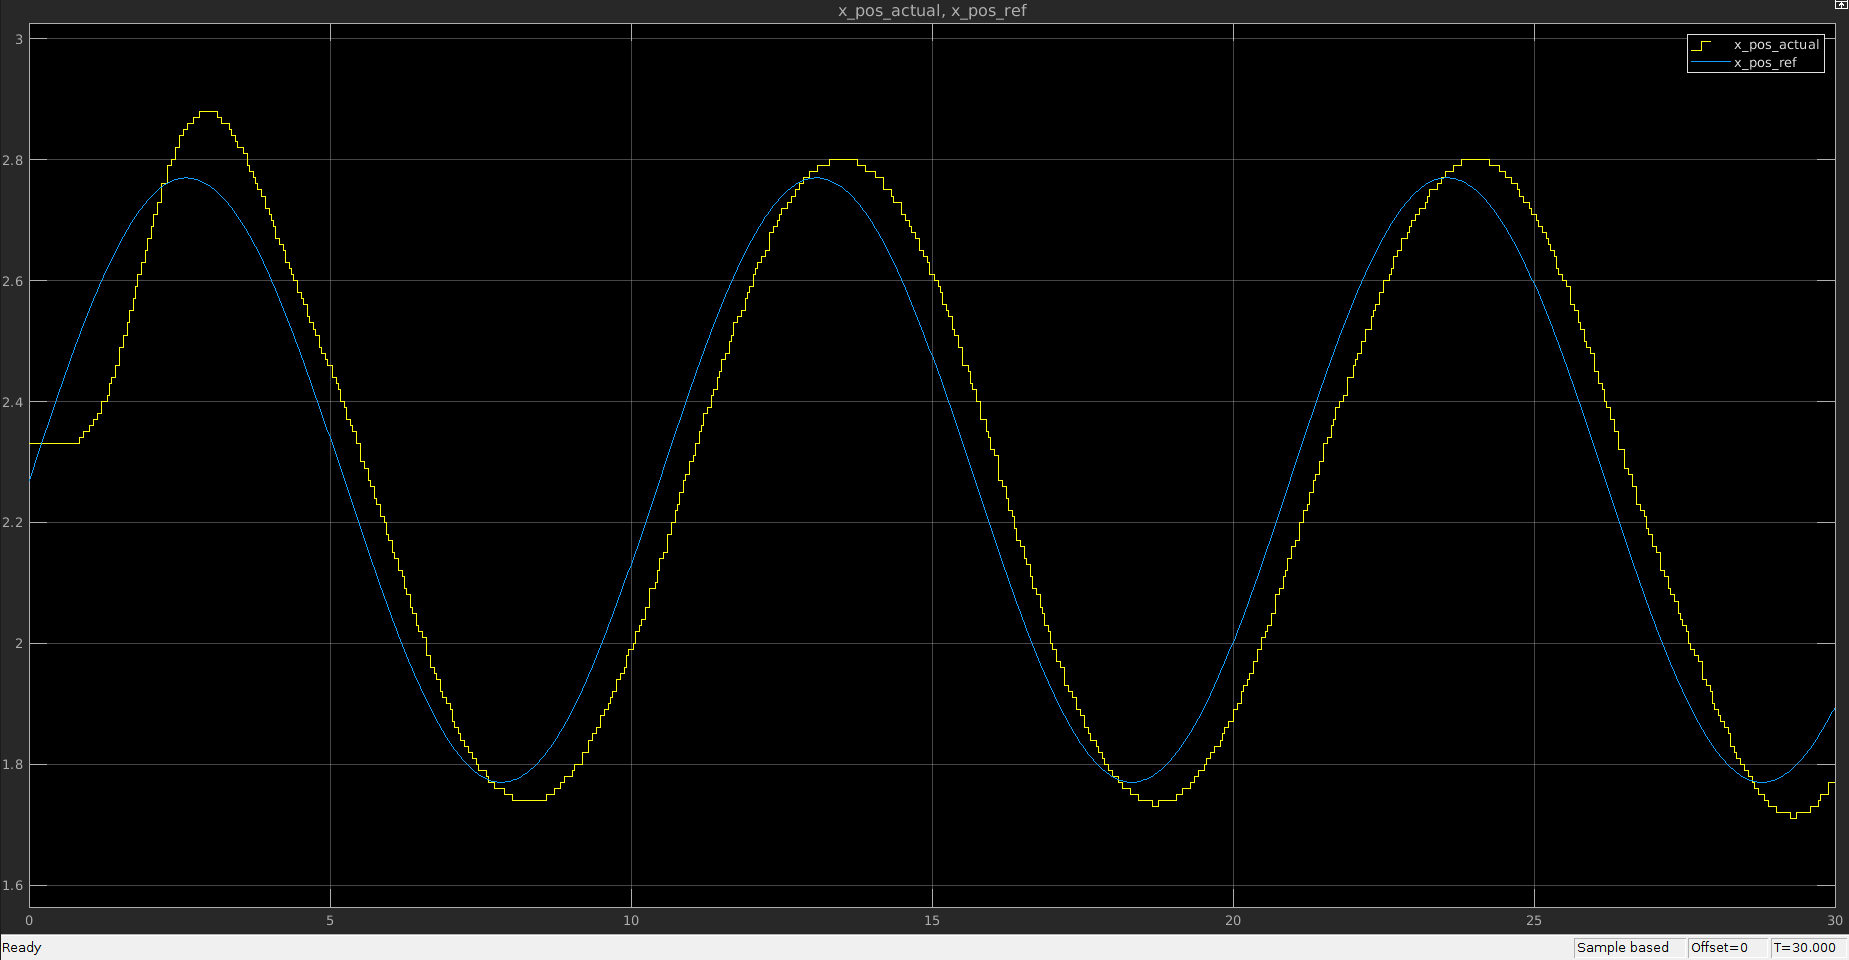 x_pos_actual, x_pos_ref
x_pos_actual
x_pos_ref
3
2.8
2.6
2.4
2.2
2
1.8
1.6
0 5 10 15 20 25 30
Ready Sample based Offset=0 T=30.000